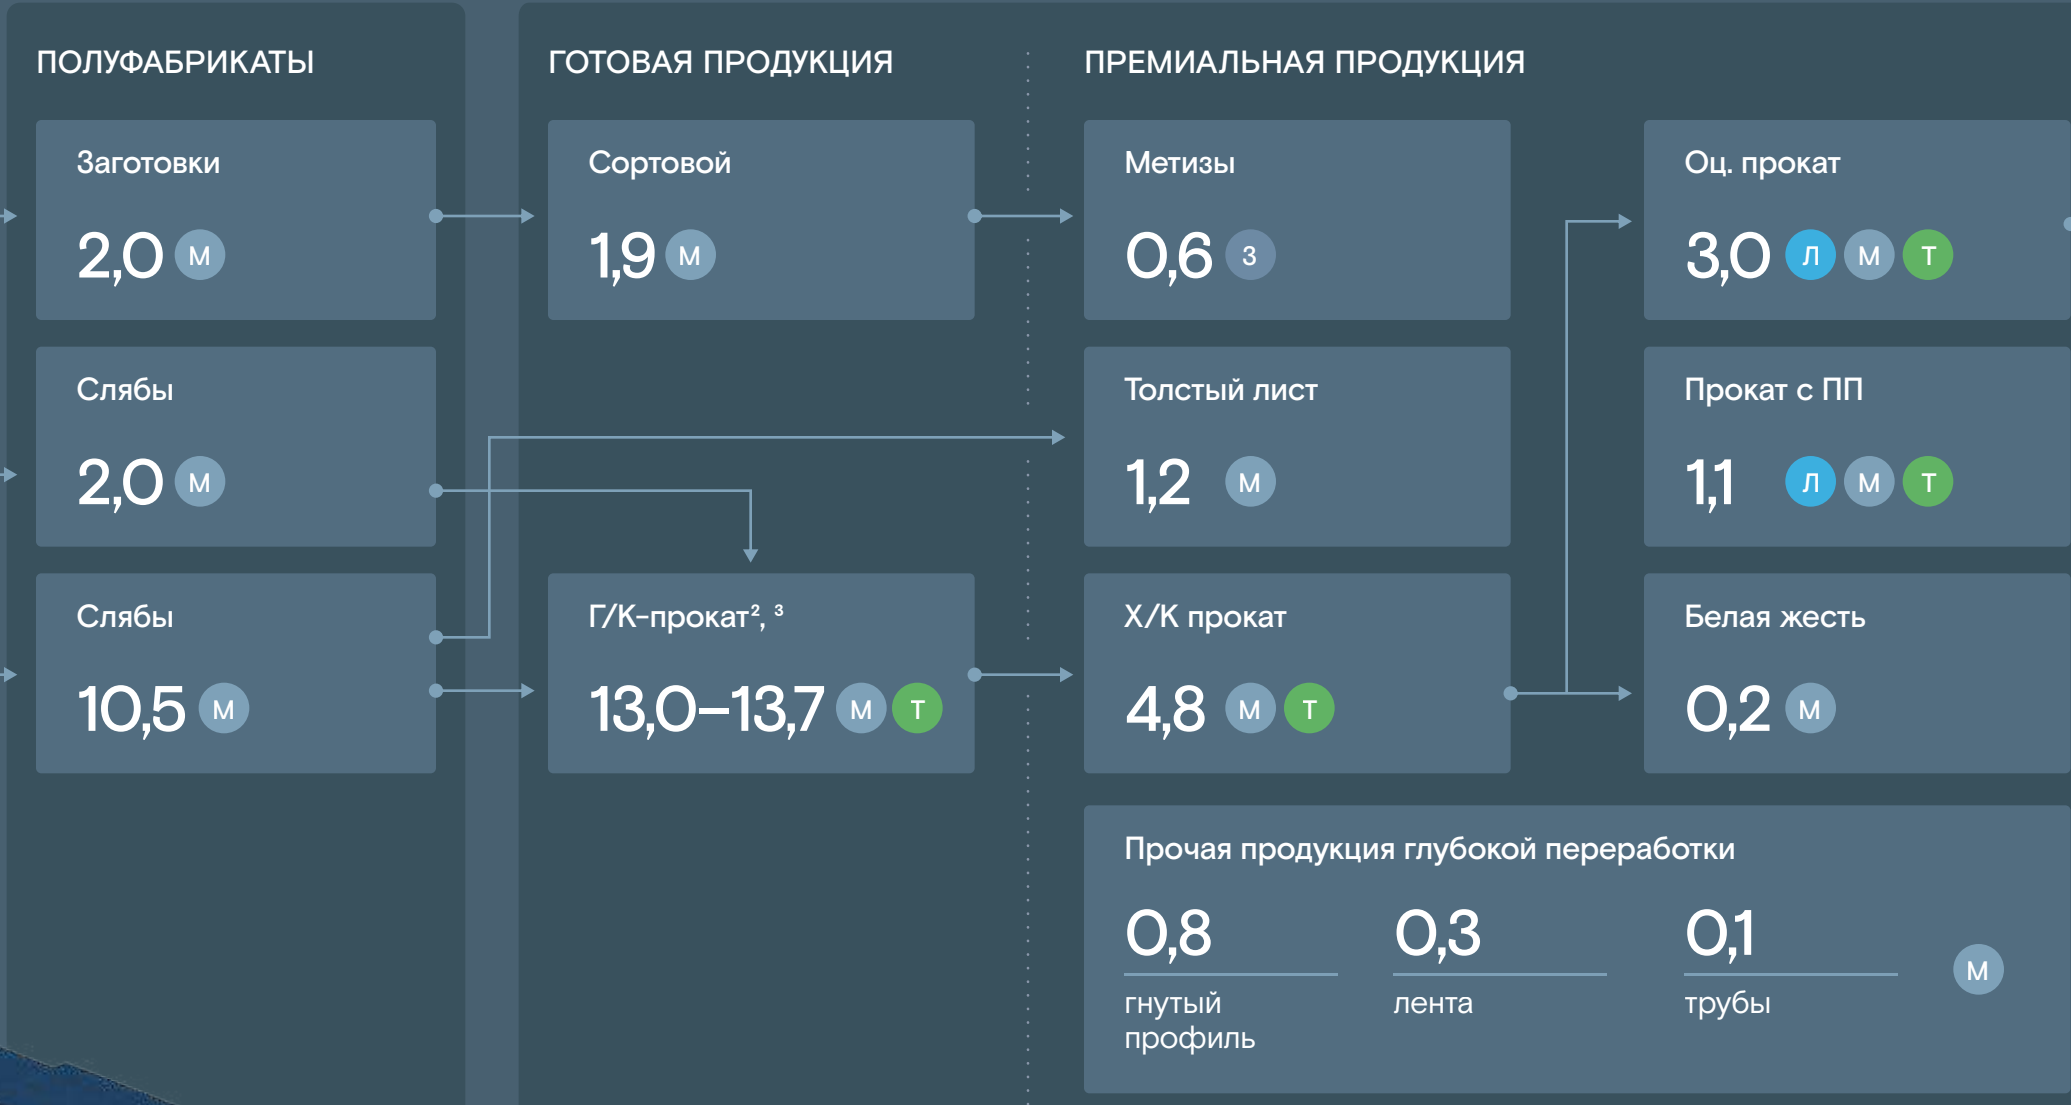 ПОЛУФАБРИКАТЫ
Заготовки
2,0 М
Слябы
2,0 М
Слябы
10,5 М
ГОТОВАЯ ПРОДУКЦИЯ
Сортовой
1,9 М
Г/К-прокат², ³
13,0–13,7 М Т
ПРЕМИАЛЬНАЯ ПРОДУКЦИЯ
Метизы
0,6 З
Толстый лист
1,2 М
Х/К прокат
4,8 М Т
Оц. прокат
3,0 Л М Т
Прокат с ПП
1,1 Л М Т
Белая жесть
0,2 М
Прочая продукция глубокой переработки
0,8
гнутый
профиль
0,3
лента
0,1
трубы
М